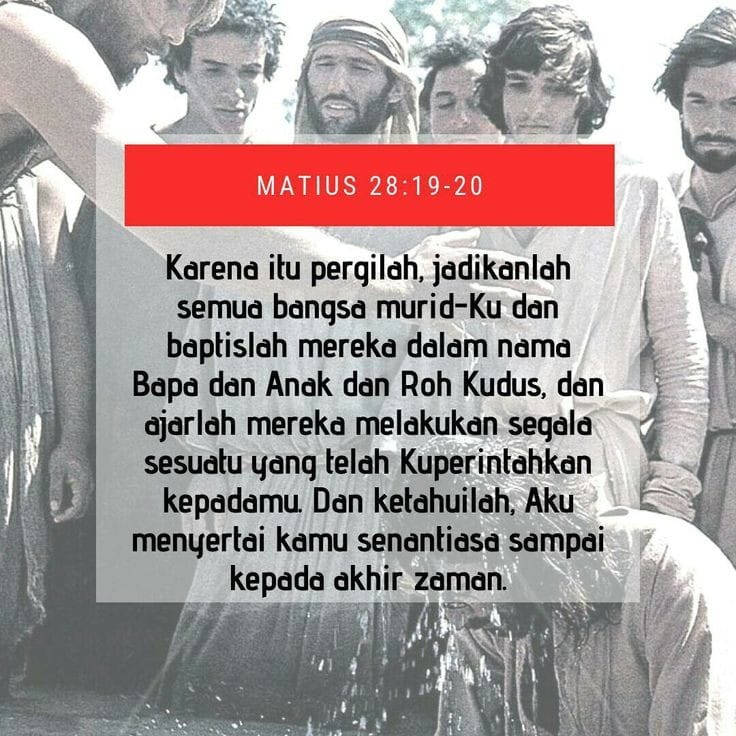 MATIUS 28:19-20
Karena itu pergilah, jadikanlah
semua bangsa murid-Ku dan
baptislah mereka dalam nama
Bapa dan Anak dan Roh Kudus, dan
ajarlah mereka melakukan segala
sesuatu yang telah Kuperintahkan
kepadamu. Dan ketahuilah, Aku
menyertai kamu senantiasa sampai
kepada akhir zaman.